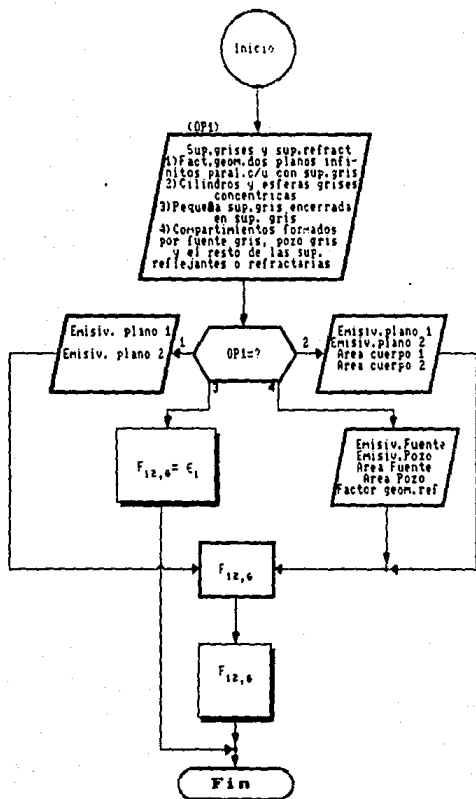 Inicio
(OP1)
Sup.grises y sup.refract
1)Fact.geom.dos planos infi-
nitos piral.c/u con sup.gris
2)Cilindros y esferas grises
concentricas
3)Pequeña sup.gris encerrada
en sup. gris
4)Compartimientos formados
por fuente gris, pozo gris
y el resto de las sup.
reflejantes o refractarias
Emisiv. plano 1
Emisiv. plano 2
1
OP1=?
2
Emisiv.plano 1
Emisiv.plano 2
Area cuerpo 1
Area cuerpo 2
3
4
F12,G = ϵ1
Emisiv.Fuente
Emisiv.Pozo
Area Fuente
Area Pozo
Factor geom.ref
F12,G
F12,G
Fin